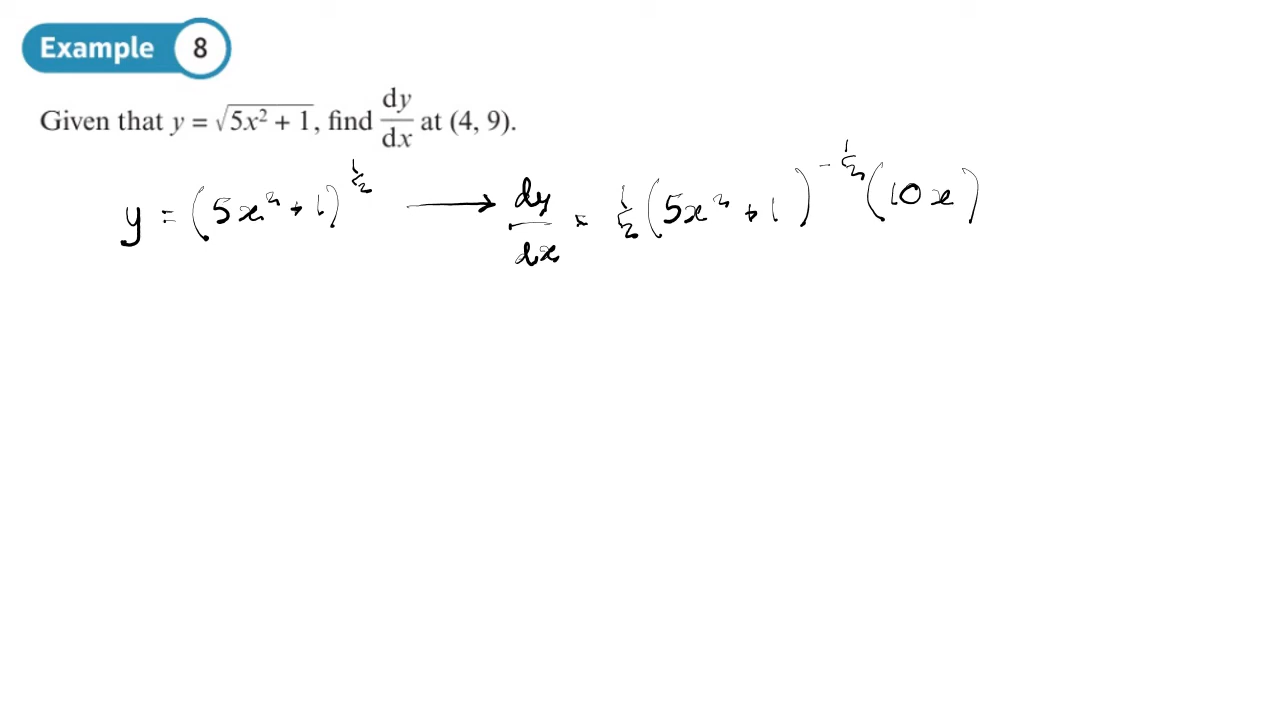 Example 8
Given that y = √(5x² + 1), find dy/dx at (4, 9).
y = (5x² + 1)^(1/2) ⟶ dy/dx = 1/2 (5x² + 1)^(-1/2) (10x)